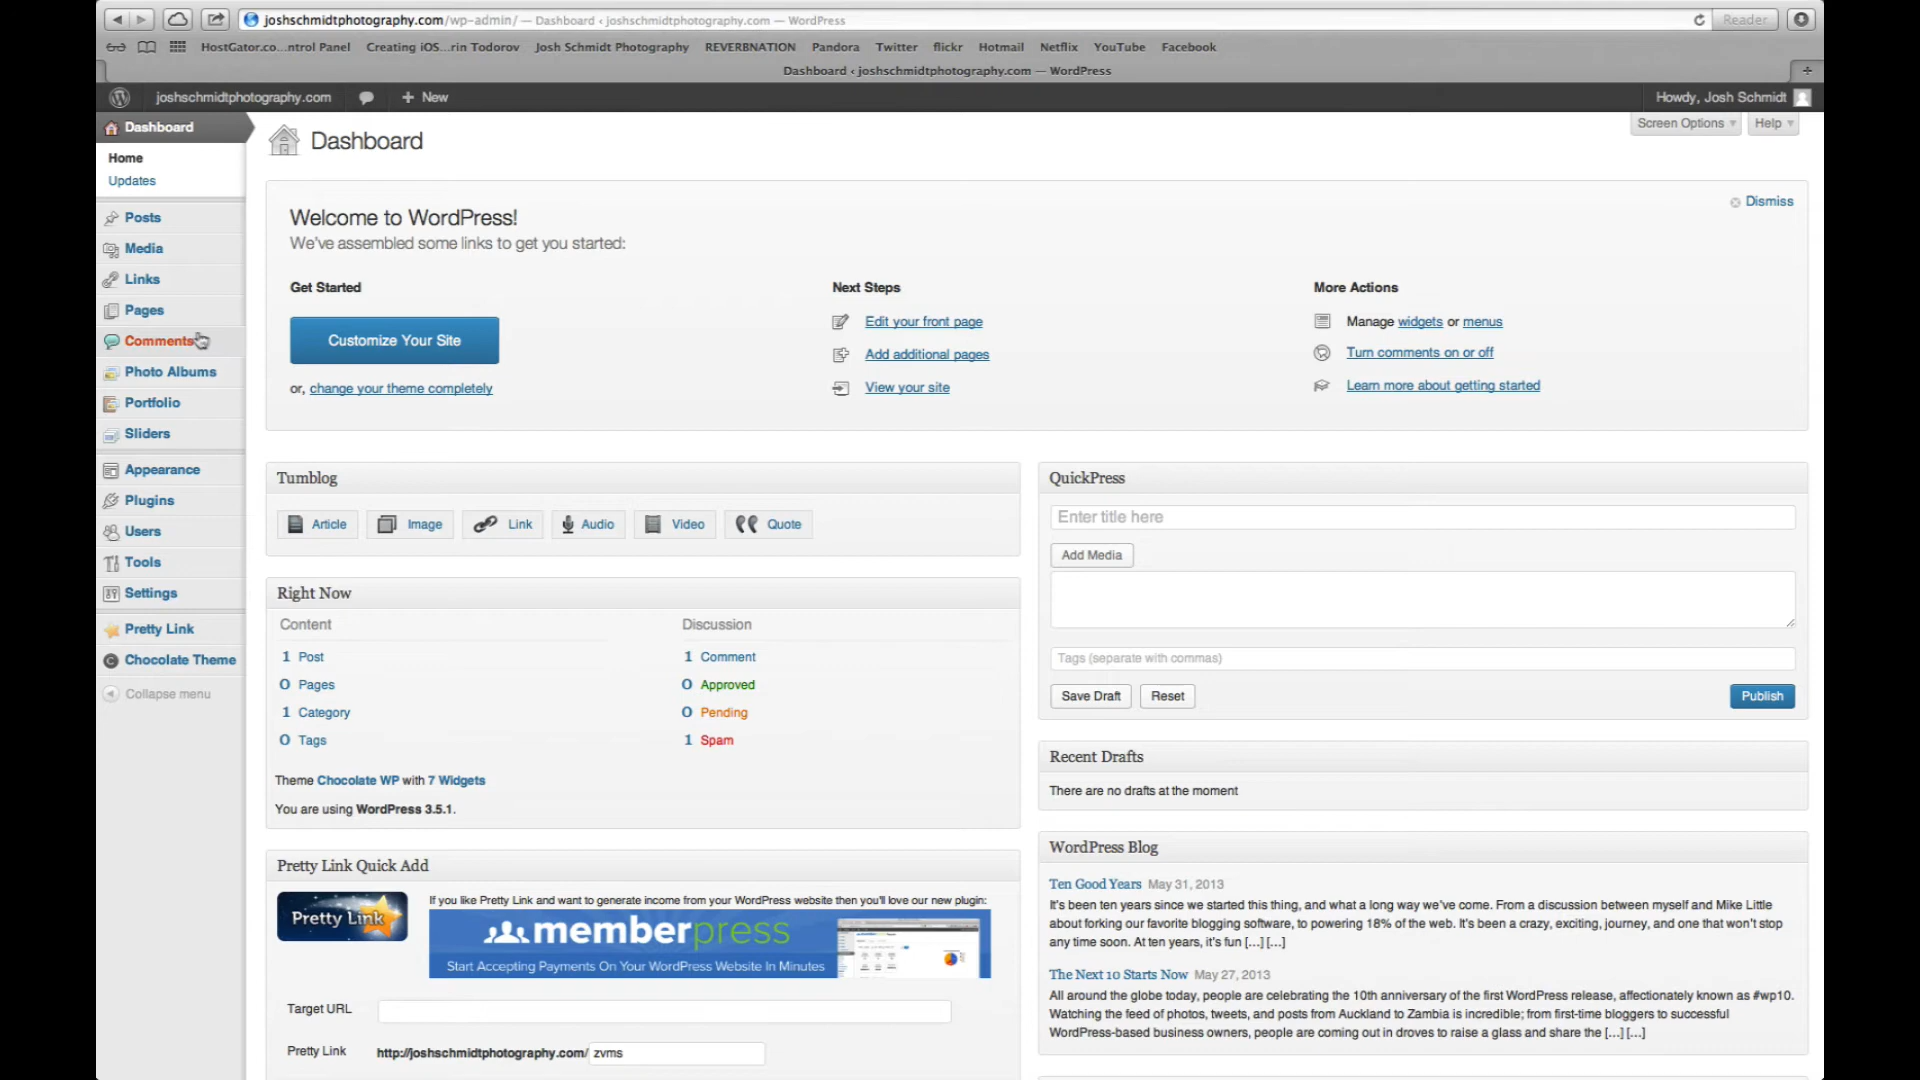 joshschmidtphotography.com/wp-admin/ — Dashboard ‹ joshschmidtphotography.com — WordPress
Reader
HostGator.co...ntrol Panel Creating iOS...rin Todorov Josh Schmidt Photography REVERBNATION Pandora Twitter flickr Hotmail Netflix YouTube Facebook
Dashboard ‹ joshschmidtphotography.com — WordPress
joshschmidtphotography.com + New
Howdy, Josh Schmidt
Dashboard
Home
Updates
Posts
Media
Links
Pages
Comments
Photo Albums
Portfolio
Sliders
Appearance
Plugins
Users
Tools
Settings
Pretty Link
Chocolate Theme
Collapse menu
Screen Options
Help
Dashboard
Welcome to WordPress!
We've assembled some links to get you started:
Dismiss
Get Started
Customize Your Site
or, change your theme completely
Next Steps
Edit your front page
Add additional pages
View your site
More Actions
Manage widgets or menus
Turn comments on or off
Learn more about getting started
Tumblog
Article Image Link Audio Video Quote
Right Now
Content
1 Post
0 Pages
1 Category
0 Tags
Discussion
1 Comment
0 Approved
0 Pending
1 Spam
Theme Chocolate WP with 7 Widgets
You are using WordPress 3.5.1.
Pretty Link Quick Add
Pretty Link
If you like Pretty Link and want to generate income from your WordPress website then you'll love our new plugin:
memberpress
Start Accepting Payments On Your WordPress Website In Minutes
Target URL
Pretty Link http://joshschmidtphotography.com/ zvms
QuickPress
Enter title here
Add Media
Tags (separate with commas)
Save Draft Reset Publish
Recent Drafts
There are no drafts at the moment
WordPress Blog
Ten Good Years May 31, 2013
It's been ten years since we started this thing, and what a long way we've come. From a discussion between myself and Mike Little
about forking our favorite blogging software, to powering 18% of the web. It's been a crazy, exciting, journey, and one that won't stop
any time soon. At ten years, it's fun [...] [...]
The Next 10 Starts Now May 27, 2013
All around the globe today, people are celebrating the 10th anniversary of the first WordPress release, affectionately known as #wp10.
Watching the feed of photos, tweets, and posts from Auckland to Zambia is incredible; from first-time bloggers to successful
WordPress-based business owners, people are coming out in droves to raise a glass and share the [...] [...]